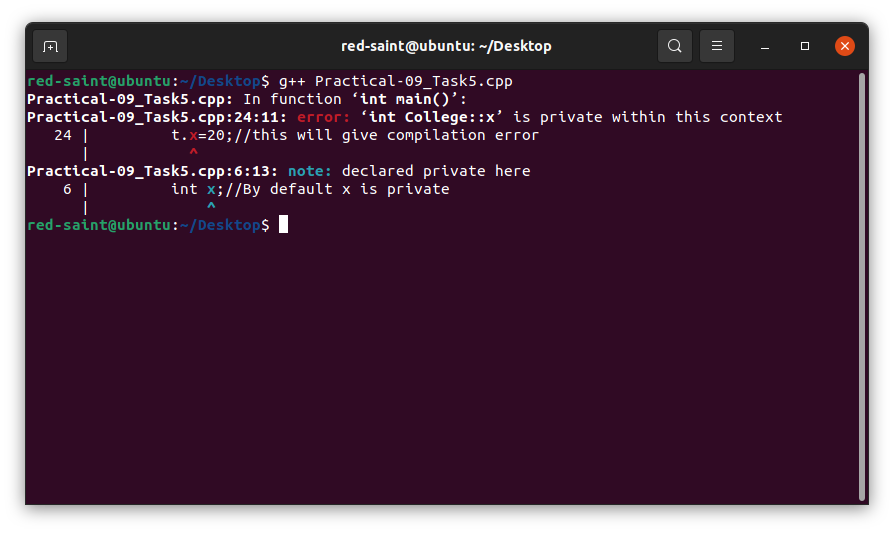 red-saint@ubuntu: ~/Desktop
red-saint@ubuntu:~/Desktop$ g++ Practical-09_Task5.cpp
Practical-09_Task5.cpp: In function ‘int main()’:
Practical-09_Task5.cpp:24:11: error: ‘int College::x’ is private within this context
   24 |         t.x=20;//this will give compilation error
      |           ^
Practical-09_Task5.cpp:6:13: note: declared private here
    6 |         int x;//By default x is private
      |             ^
red-saint@ubuntu:~/Desktop$